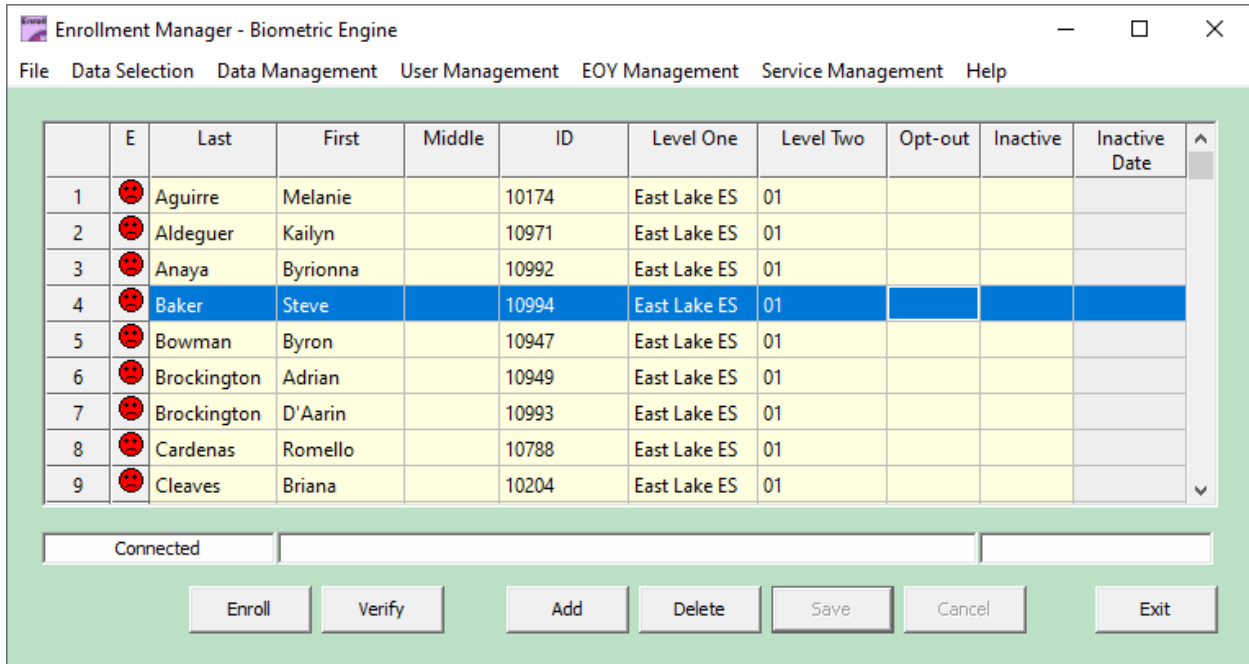 Enroll
Enrollment Manager - Biometric Engine
File Data Selection Data Management User Management EOY Management Service Management Help
E Last First Middle ID Level One Level Two Opt-out Inactive Inactive
Date
1 Aguirre Melanie 10174 East Lake ES 01
2 Aldeguer Kailyn 10971 East Lake ES 01
3 Anaya Byrionna 10992 East Lake ES 01
4 Baker Steve 10994 East Lake ES 01
5 Bowman Byron 10947 East Lake ES 01
6 Brockington Adrian 10949 East Lake ES 01
7 Brockington D'Aarin 10993 East Lake ES 01
8 Cardenas Romello 10788 East Lake ES 01
9 Cleaves Briana 10204 East Lake ES 01
Connected
Enroll Verify Add Delete Save Cancel Exit